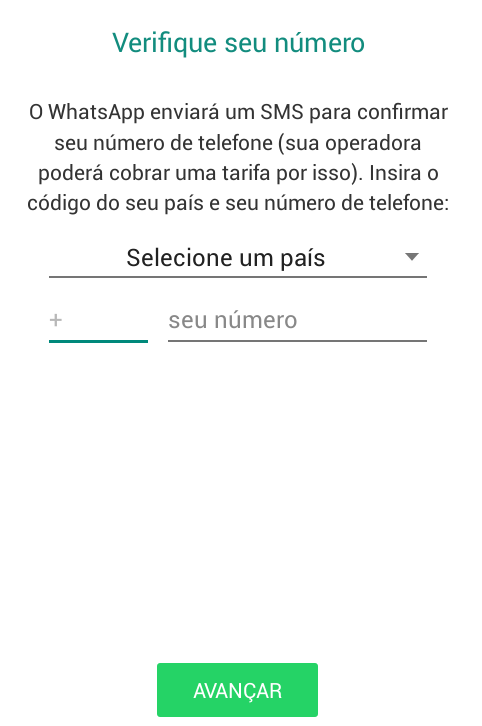 Verifique seu número
O WhatsApp enviará um SMS para confirmar
seu número de telefone (sua operadora
poderá cobrar uma tarifa por isso). Insira o
código do seu país e seu número de telefone:
Selecione um país
+ seu número
AVANÇAR